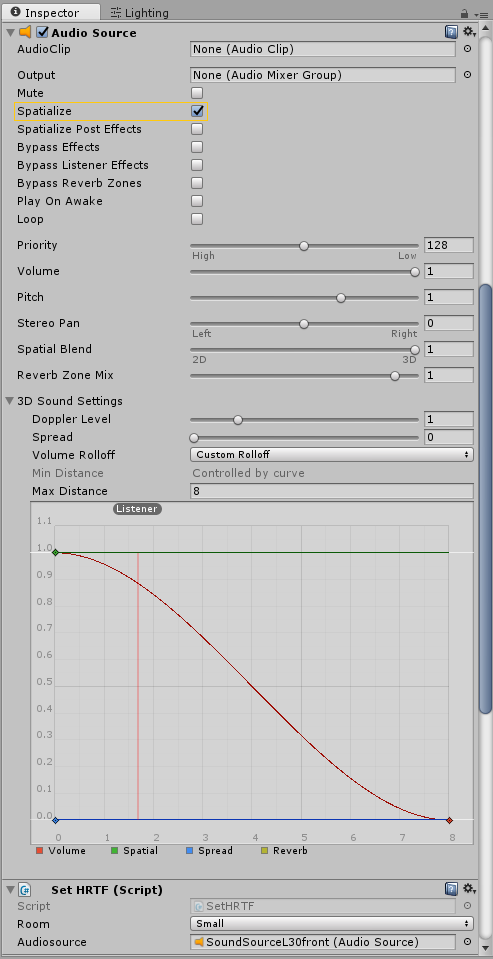 Inspector Lighting
Audio Source
AudioClip None (Audio Clip)
Output None (Audio Mixer Group)
Mute
Spatialize
Spatialize Post Effects
Bypass Effects
Bypass Listener Effects
Bypass Reverb Zones
Play On Awake
Loop
Priority 128
High Low
Volume 1
Pitch 1
Stereo Pan 0
Left Right
Spatial Blend 1
2D 3D
Reverb Zone Mix 1
3D Sound Settings
Doppler Level 1
Spread 0
Volume Rolloff Custom Rolloff
Min Distance Controlled by curve
Max Distance 8
Listener
1.1
1.0
0.9
0.8
0.7
0.6
0.5
0.4
0.3
0.2
0.1
0.0
0 1 2 3 4 5 6 7 8
Volume Spatial Spread Reverb
Set HRTF (Script)
Script SetHRTF
Room Small
Audiosource SoundSourceL30front (Audio Source)